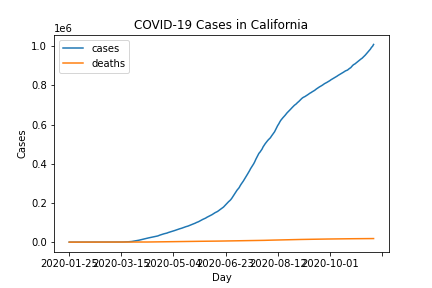 COVID-19 Cases in California
1e6
cases
deaths
1.0
0.8
0.6
0.4
0.2
0.0
Cases
2020-01-25 2020-03-15 2020-05-04 2020-06-23 2020-08-12 2020-10-01
Day